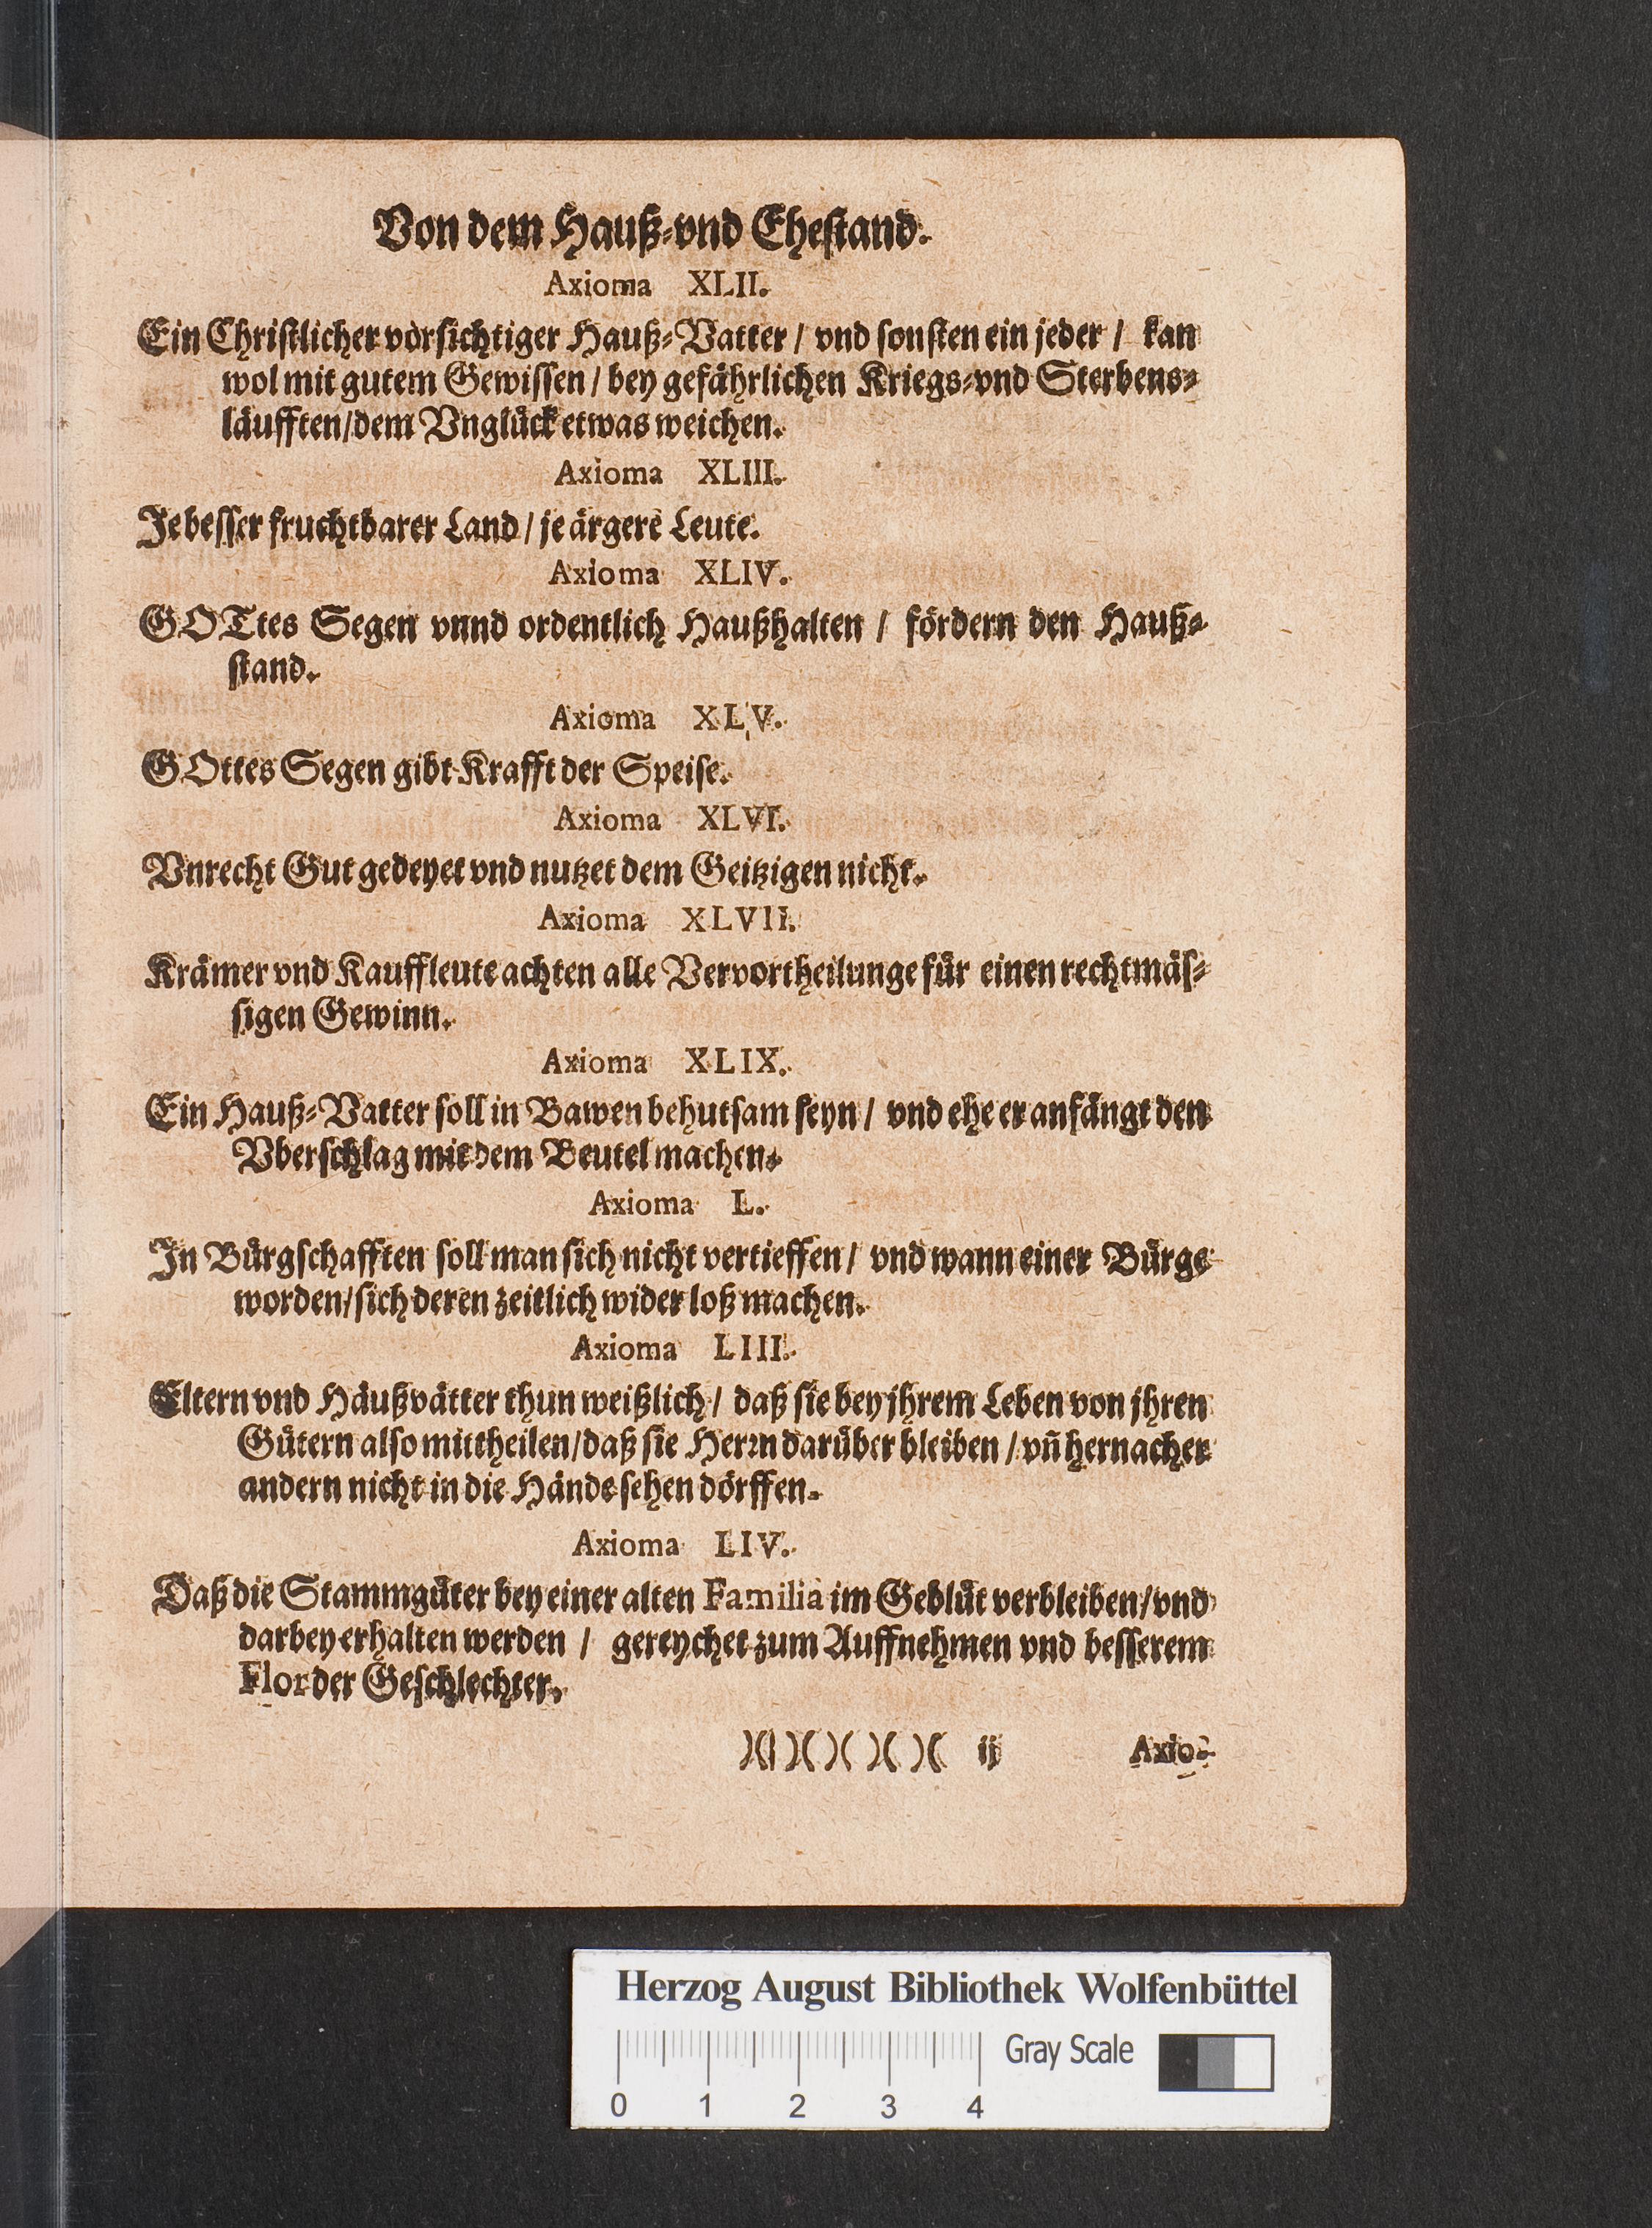 Von dem Hauß-vnd Ehestand.
Axioma XLII.
Ein Christlicher vorsichtiger Hauß-Vatter / vnd sonsten ein jeder / kan
wol mit gutem Gewissen / bey gefährlichen Kriegs-vnd Sterbens-
läufften/dem Vnglück etwas weichen.
Axioma XLIII.
Je besser fruchtbarer Land / je ärgere Leute.
Axioma XLIV.
GOTtes Segen vnnd ordentlich Haußhalten / fördern den Hauß-
stand.
Axioma XLV.
GOttes Segen gibt Krafft der Speise.
Axioma XLVI.
Vnrecht Gut gedeyet vnd nutzet dem Geitzigen nicht.
Axioma XLVII.
Krämer vnd Kauffleute achten alle Vervortheilunge für einen rechtmäs-
sigen Gewinn.
Axioma XLIX.
Ein Hauß-Vatter soll in Bawen behutsam seyn / vnd ehe er anfängt den
Vberschlag mit dem Beutel machen.
Axioma L.
In Bürgschafften soll man sich nicht vertieffen / vnd wann einer Bürge
worden/sich deren zeitlich wider loß machen.
Axioma LIII.
Eltern vnd Häußvätter thun weißlich / daß sie bey jhrem Leben von jhren
Gütern also mittheilen/daß sie Herrn darüber bleiben / vñ hernacher
andern nicht in die Hände sehen dörffen.
Axioma LIV.
Daß die Stammgüter bey einer alten Familia im Geblüt verbleiben/vnd
darbey erhalten werden / gereychet zum Auffnehmen vnd besserem
Flor der Geschlechter.
)( )( )( )( )( ij Axio-
Herzog August Bibliothek Wolfenbüttel
Gray Scale
0 1 2 3 4